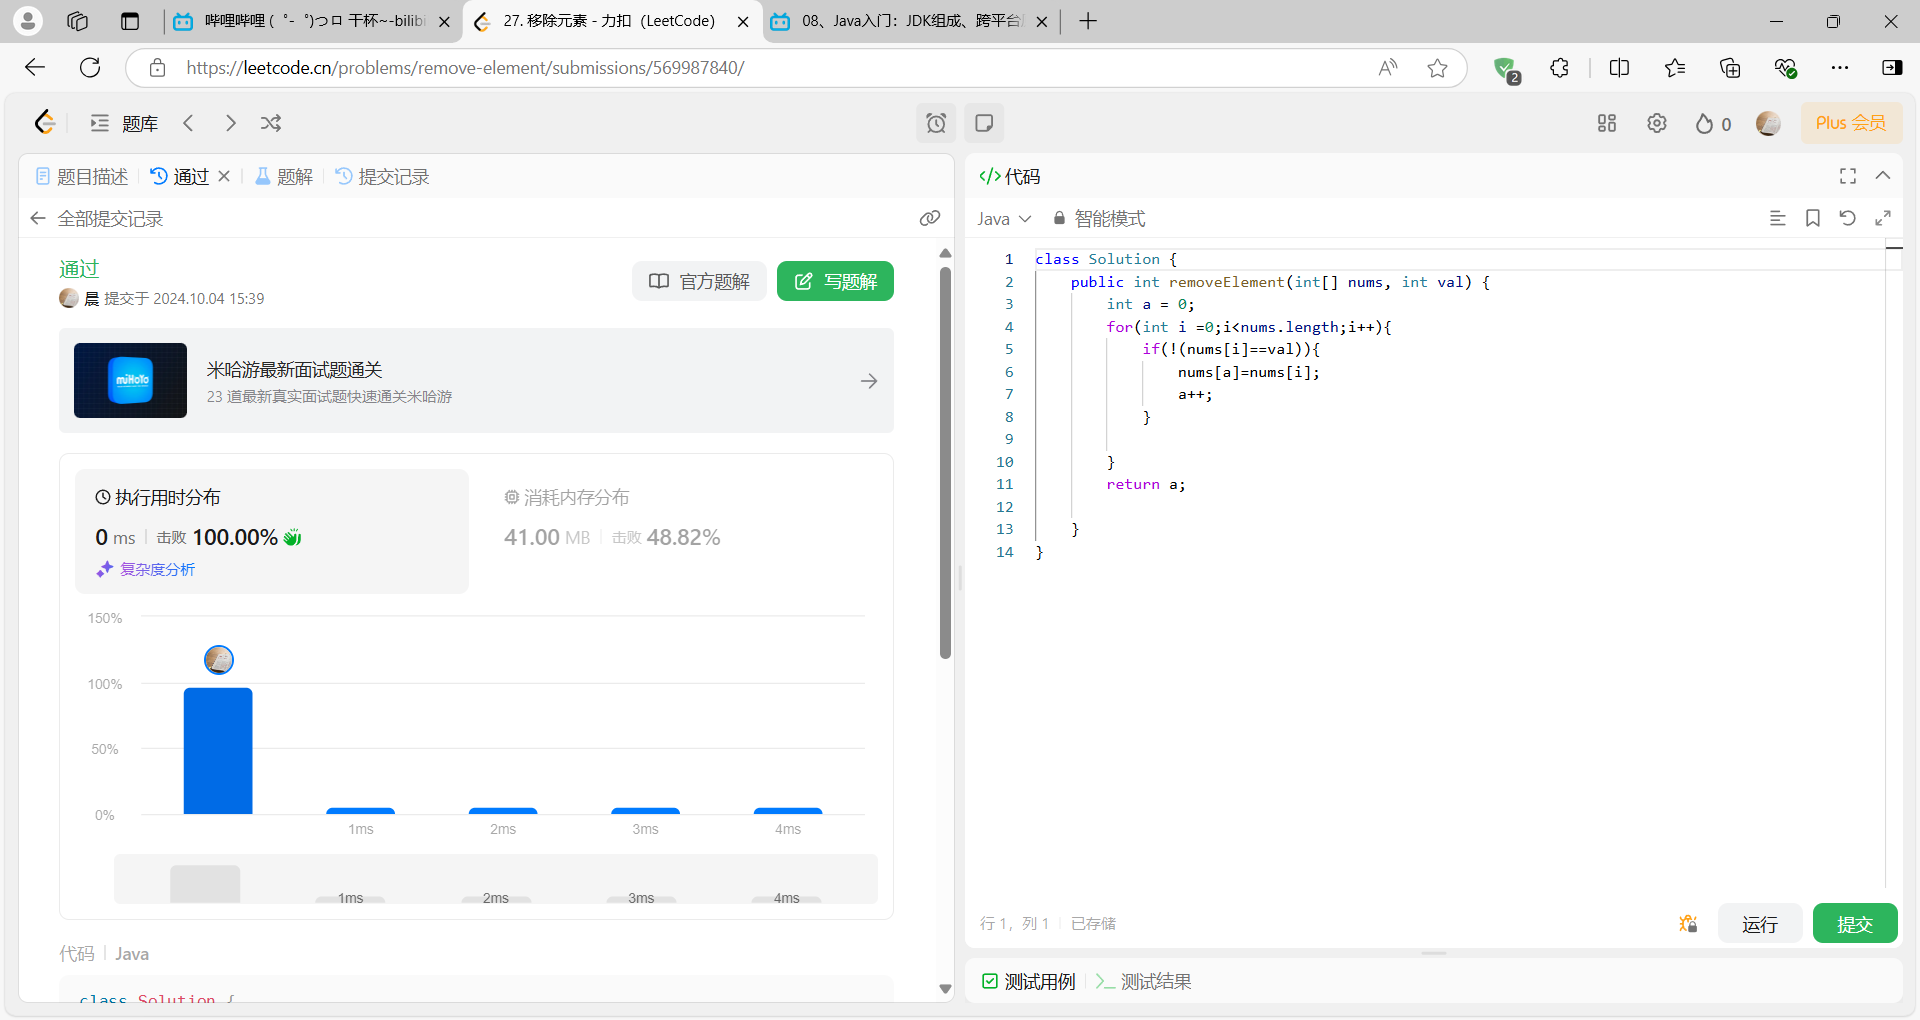 哔哩哔哩 (゜-゜)つロ 干杯~-bilibi
27. 移除元素 - 力扣（LeetCode）
08、Java入门：JDK组成、跨平台
https://leetcode.cn/problems/remove-element/submissions/569987840/
2
题库
0
Plus 会员
题目描述
通过
题解
提交记录
全部提交记录
通过
晨 提交于 2024.10.04 15:39
官方题解
写题解
miHoYo
米哈游最新面试题通关
23 道最新真实面试题快速通关米哈游
执行用时分布
0 ms 击败 100.00%
复杂度分析
消耗内存分布
41.00 MB 击败 48.82%
150%
100%
50%
0%
1ms 2ms 3ms 4ms
1ms 2ms 3ms 4ms
代码 Java
class Solution {
</>代码
Java 智能模式
1 class Solution {
2 public int removeElement(int[] nums, int val) {
3 int a = 0;
4 for(int i =0;i<nums.length;i++){
5 if(!(nums[i]==val)){
6 nums[a]=nums[i];
7 a++;
8 }
9
10 }
11 return a;
12
13 }
14 }
行 1，列 1 已存储
运行
提交
测试用例
测试结果